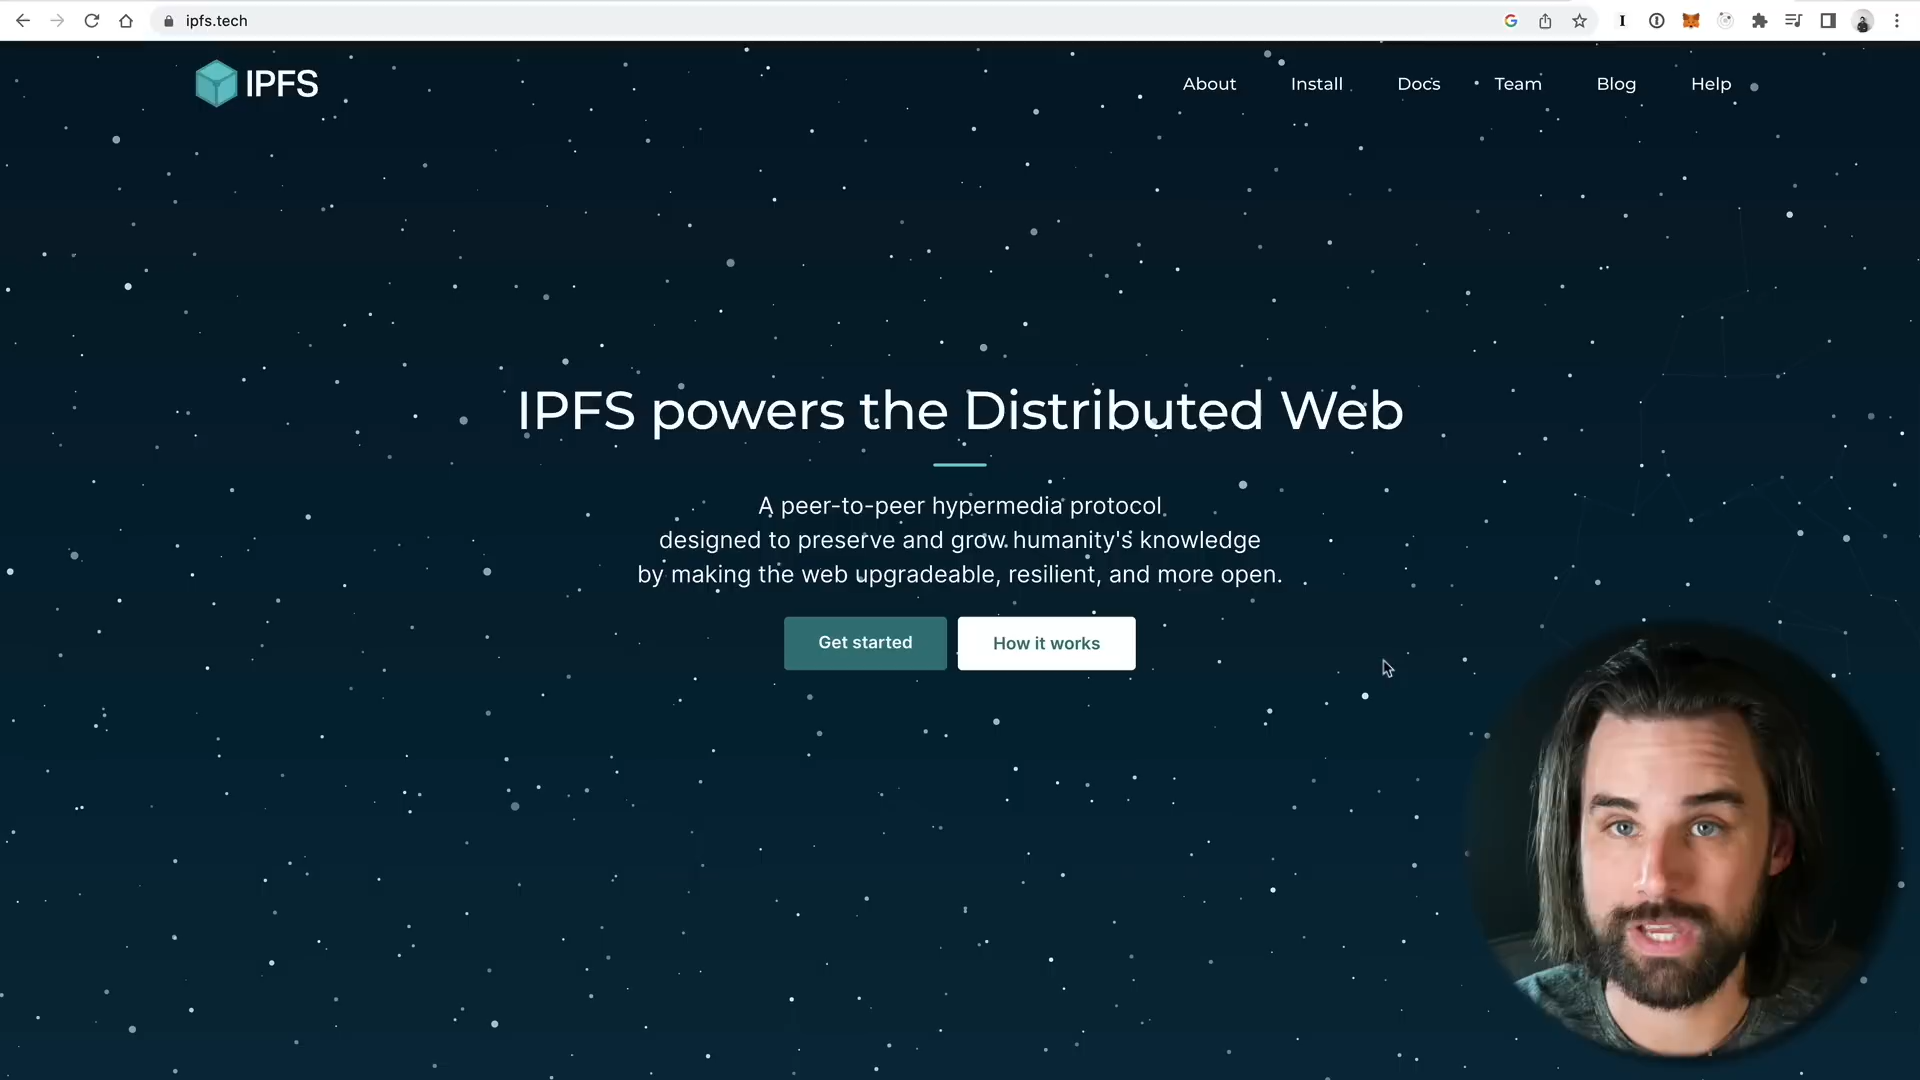 ipfs.tech
IPFS
About
Install
Docs
Team
Blog
Help
IPFS powers the Distributed Web
A peer-to-peer hypermedia protocol
designed to preserve and grow humanity's knowledge
by making the web upgradeable, resilient, and more open.
Get started
How it works